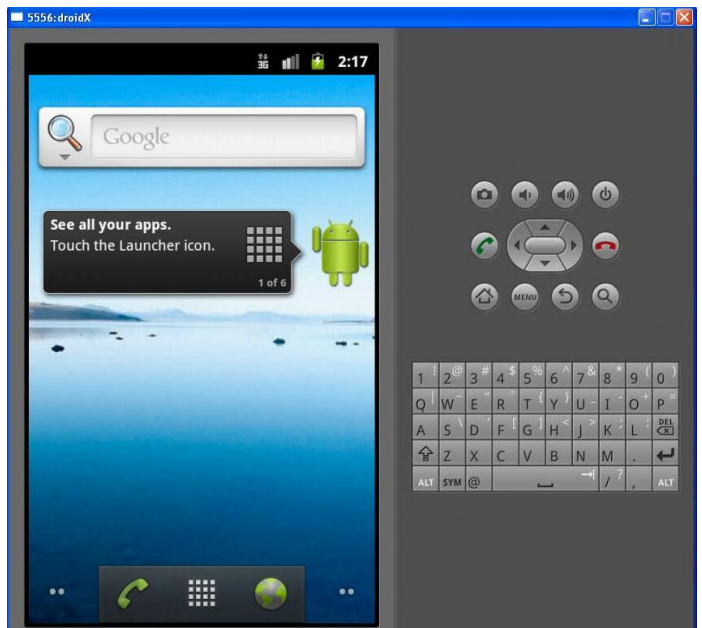 5556:droidX
3G 2:17
Google
See all your apps.
Touch the Launcher icon.
1 of 6
MENU
1 ! 2 @ 3 # 4 $ 5 % 6 ^ 7 & 8 * 9 ( 0 )
Q | W ~ E " R ` T { Y } U _ I - O + P =
A S \ D ' F [ G ] H < J > K ; L : DEL
Z X C V B N M .
ALT SYM @ / ? , ALT